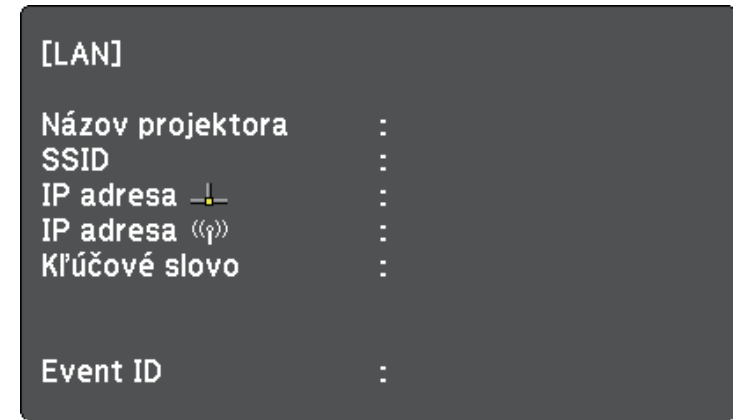 [LAN]
Názov projektora :
SSID :
IP adresa :
IP adresa :
Kľúčové slovo :
Event ID :